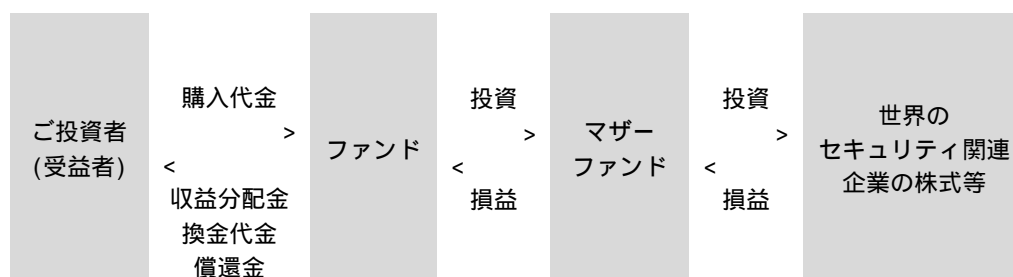 ご投資者
(受益者)
購入代金
>
<
収益分配金
換金代金
償還金
ファンド
投資
>
<
損益
マザー
ファンド
投資
>
<
損益
世界の
セキュリティ関連
企業の株式等